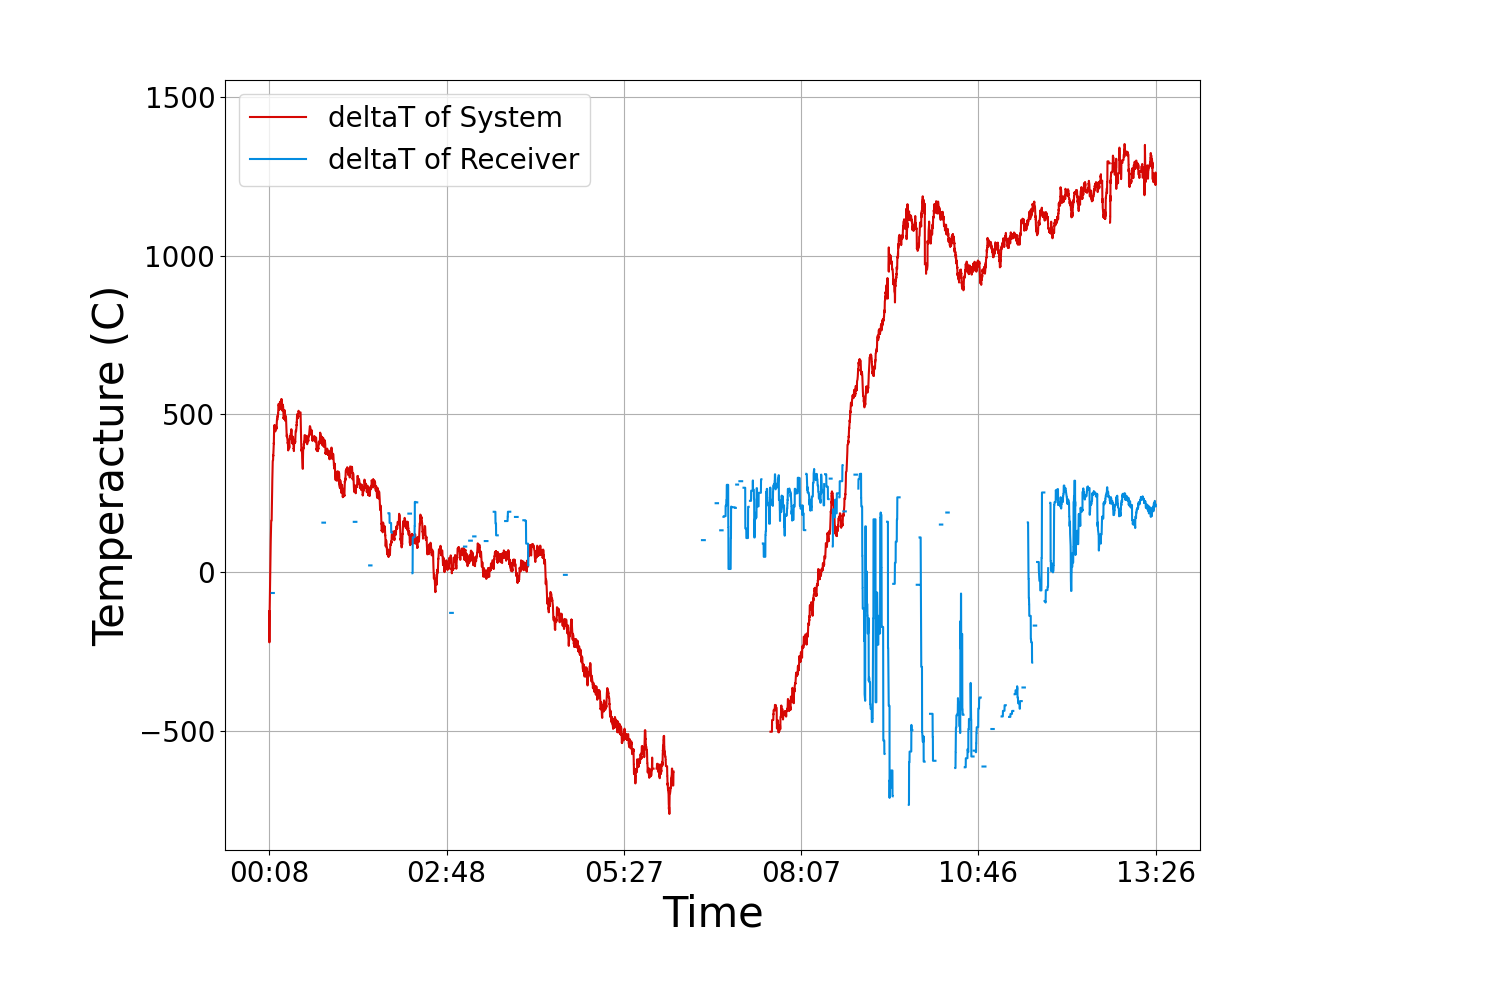 deltaT of System
deltaT of Receiver
1500
1000
500
0
−500
Temperacture (C)
00:08 02:48 05:27 08:07 10:46 13:26
Time